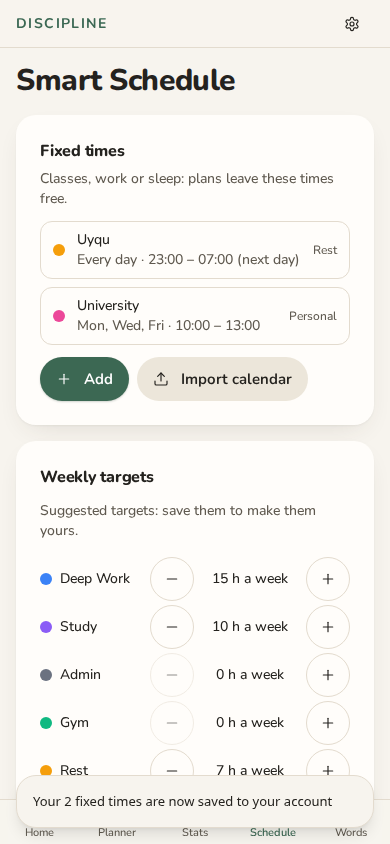 DISCIPLINE
Smart Schedule
Fixed times
Classes, work or sleep: plans leave these times
free.
Uyqu
Every day · 23:00 – 07:00 (next day)
Rest
University
Mon, Wed, Fri · 10:00 – 13:00
Personal
+ Add
Import calendar
Weekly targets
Suggested targets: save them to make them
yours.
Deep Work − 15 h a week +
Study − 10 h a week +
Admin − 0 h a week +
Gym − 0 h a week +
Rest − 7 h a week +
Your 2 fixed times are now saved to your account
Home Planner Stats Schedule Words